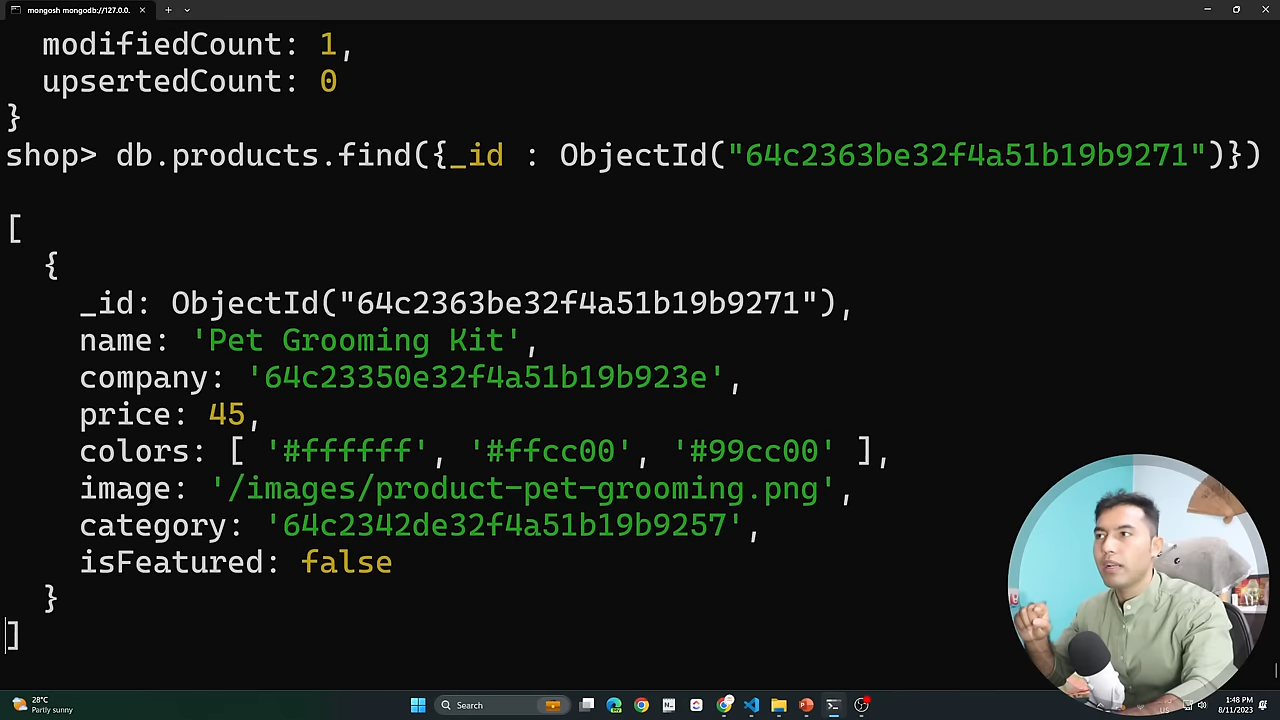 mongosh mongodb://127.0.0.
modifiedCount: 1,
upsertedCount: 0
}
shop> db.products.find({_id : ObjectId("64c2363be32f4a51b19b9271")})
[
{
_id: ObjectId("64c2363be32f4a51b19b9271"),
name: 'Pet Grooming Kit',
company: '64c23350e32f4a51b19b923e',
price: 45,
colors: [ '#ffffff', '#ffcc00', '#99cc00' ],
image: '/images/product-pet-grooming.png',
category: '64c2342de32f4a51b19b9257',
isFeatured: false
}
]
28°C
Partly sunny
Search
US
1:48 PM
8/11/2023